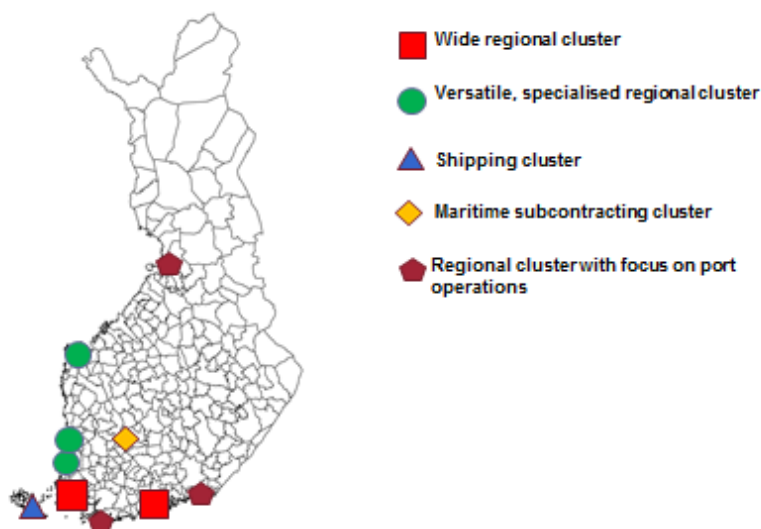 Wide regional cluster
Versatile, specialised regional cluster
Shipping cluster
Maritime subcontracting cluster
Regional cluster with focus on port
operations